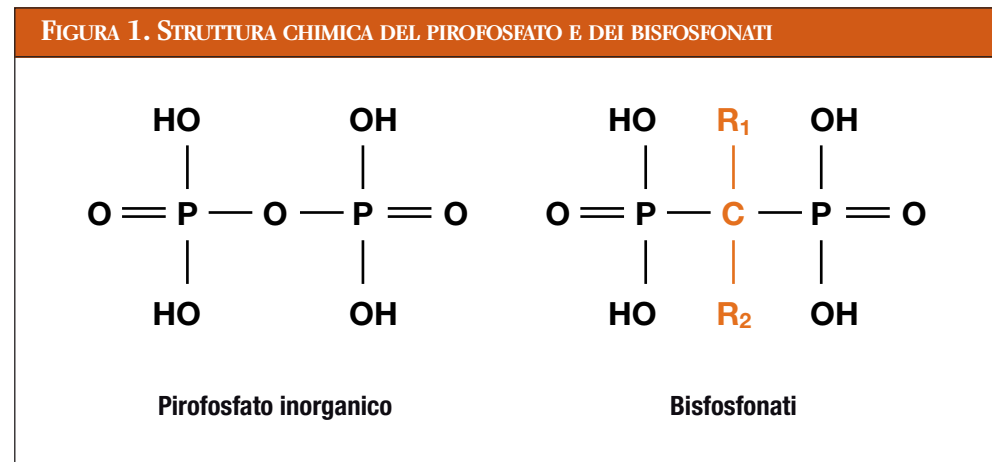 FIGURA 1. STRUTTURA CHIMICA DEL PIROFOSFATO E DEI BISFOSFONATI
HO OH HO R₁ OH
O P O P O O P C P O
HO OH HO R₂ OH
Pirofosfato inorganico Bisfosfonati